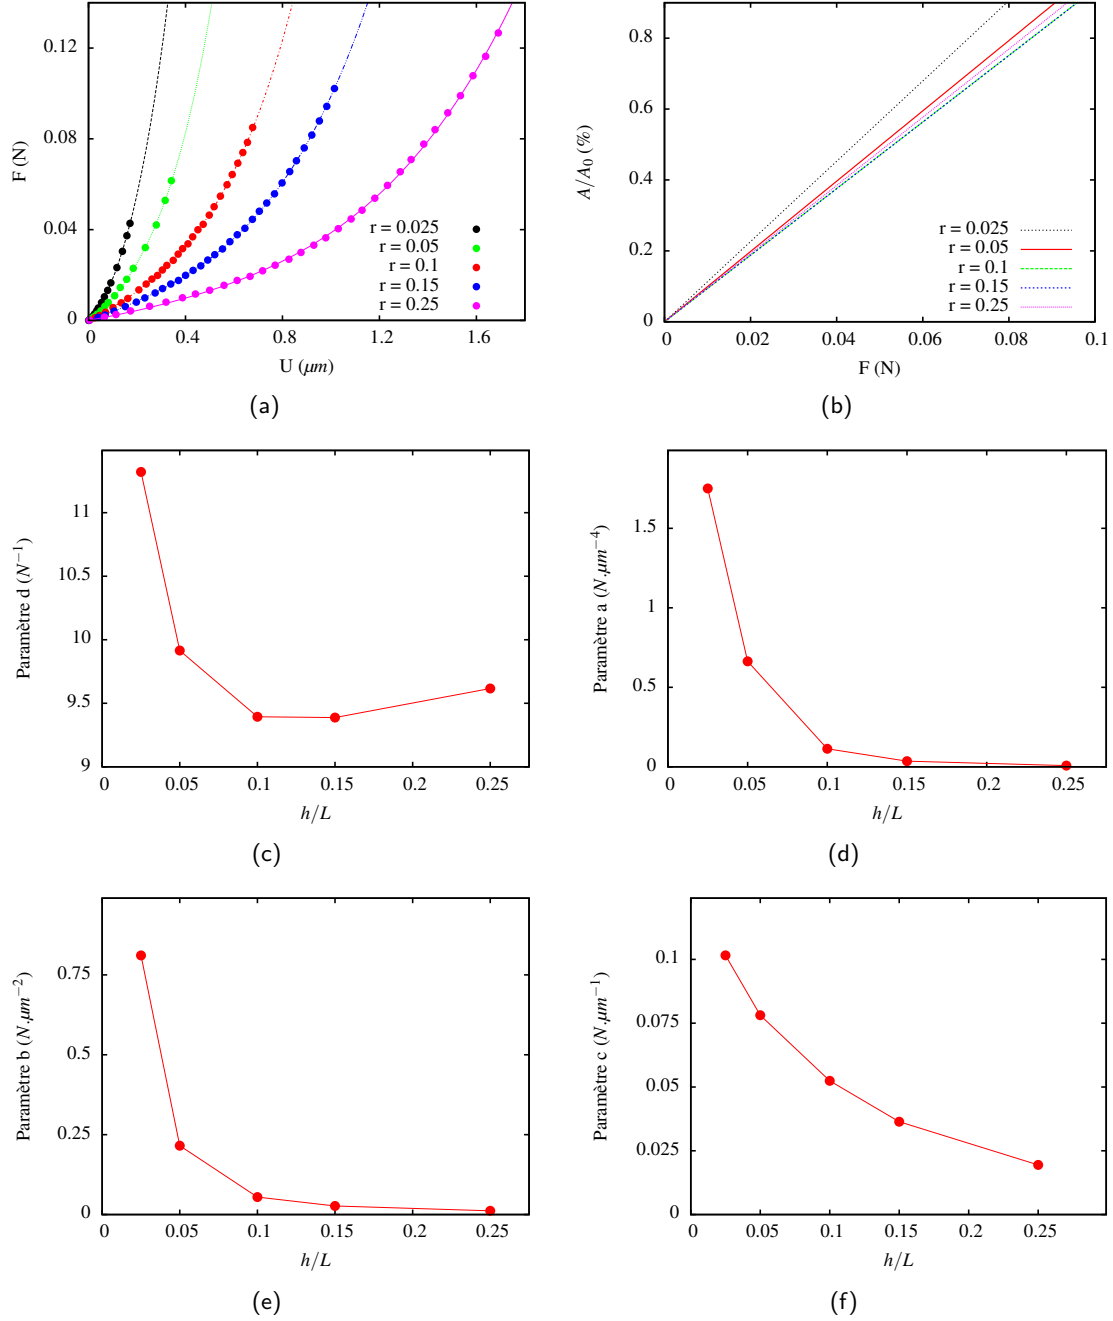 0.12
0.08
0.04
0
F (N)
r = 0.025
r = 0.05
r = 0.1
r = 0.15
r = 0.25
0 0.4 0.8 1.2 1.6
U (μm)
(a)
0.8
0.6
0.4
0.2
0
A/A0 (%)
r = 0.025
r = 0.05
r = 0.1
r = 0.15
r = 0.25
0 0.02 0.04 0.06 0.08 0.1
F (N)
(b)
11
10.5
10
9.5
9
Paramètre d (N−1)
0 0.05 0.1 0.15 0.2 0.25
h/L
(c)
1.5
1
0.5
0
Paramètre a (N.μm−4)
0 0.05 0.1 0.15 0.2 0.25
h/L
(d)
0.75
0.5
0.25
0
Paramètre b (N.μm−2)
0 0.05 0.1 0.15 0.2 0.25
h/L
(e)
0.1
0.075
0.05
0.025
0
Paramètre c (N.μm−1)
0 0.05 0.1 0.15 0.2 0.25
h/L
(f)